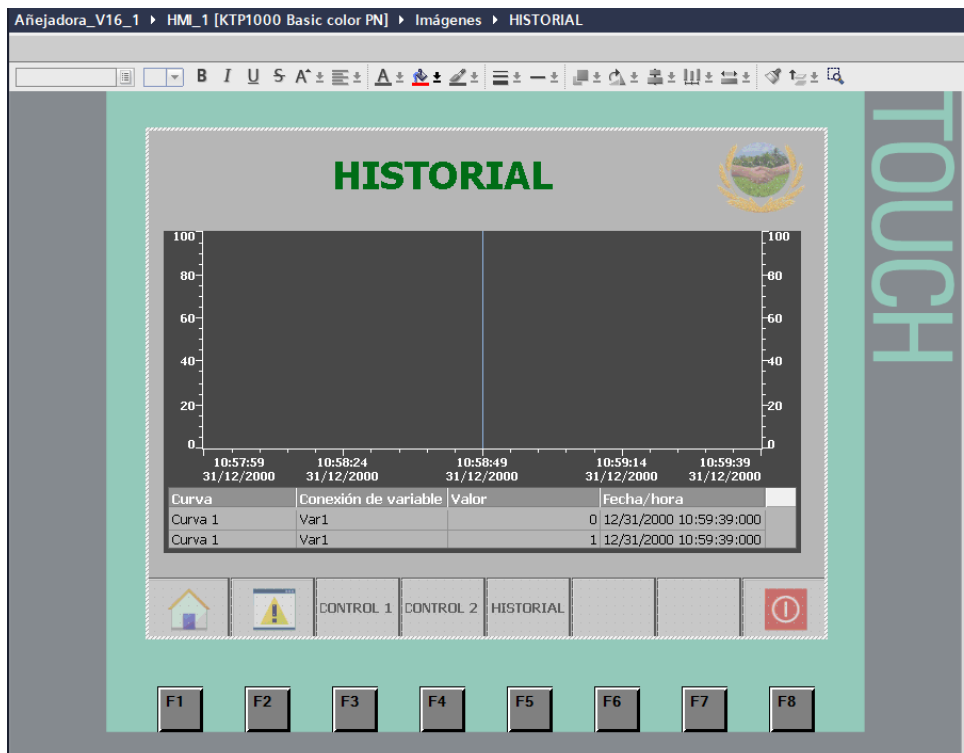 Añejadora_V16_1 ▸ HMI_1 [KTP1000 Basic color PN] ▸ Imágenes ▸ HISTORIAL
B I U S A A
TOUCH
HISTORIAL
100 100
80 80
60 60
40 40
20 20
0 0
10:57:59 10:58:24 10:58:49 10:59:14 10:59:39
31/12/2000 31/12/2000 31/12/2000 31/12/2000 31/12/2000
Curva Conexión de variable Valor Fecha/hora
Curva 1 Var1 0 12/31/2000 10:59:39:000
Curva 1 Var1 1 12/31/2000 10:59:39:000
CONTROL 1 CONTROL 2 HISTORIAL
F1 F2 F3 F4 F5 F6 F7 F8